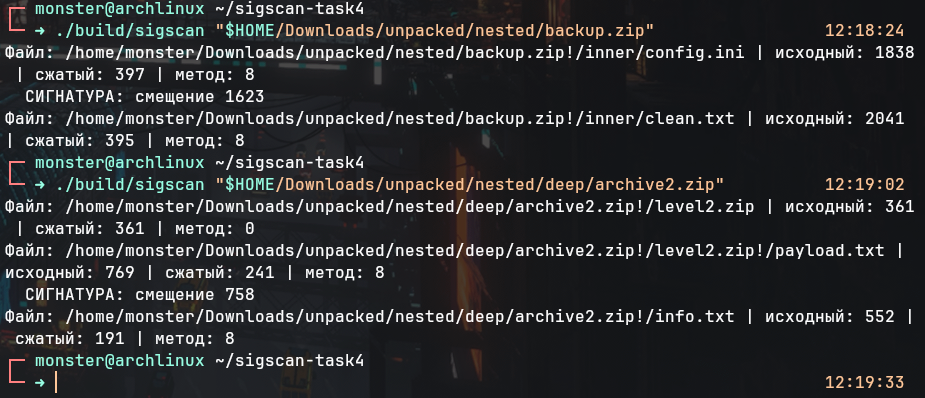 monster@archlinux ~/sigscan-task4
➜ ./build/sigscan "$HOME/Downloads/unpacked/nested/backup.zip" 12:18:24
Файл: /home/monster/Downloads/unpacked/nested/backup.zip!/inner/config.ini | исходный: 1838
| сжатый: 397 | метод: 8
СИГНАТУРА: смещение 1623
Файл: /home/monster/Downloads/unpacked/nested/backup.zip!/inner/clean.txt | исходный: 2041
| сжатый: 395 | метод: 8
monster@archlinux ~/sigscan-task4
➜ ./build/sigscan "$HOME/Downloads/unpacked/nested/deep/archive2.zip" 12:19:02
Файл: /home/monster/Downloads/unpacked/nested/deep/archive2.zip!/level2.zip | исходный: 361
| сжатый: 361 | метод: 0
Файл: /home/monster/Downloads/unpacked/nested/deep/archive2.zip!/level2.zip!/payload.txt |
исходный: 769 | сжатый: 241 | метод: 8
СИГНАТУРА: смещение 758
Файл: /home/monster/Downloads/unpacked/nested/deep/archive2.zip!/info.txt | исходный: 552 |
сжатый: 191 | метод: 8
monster@archlinux ~/sigscan-task4
➜ 12:19:33